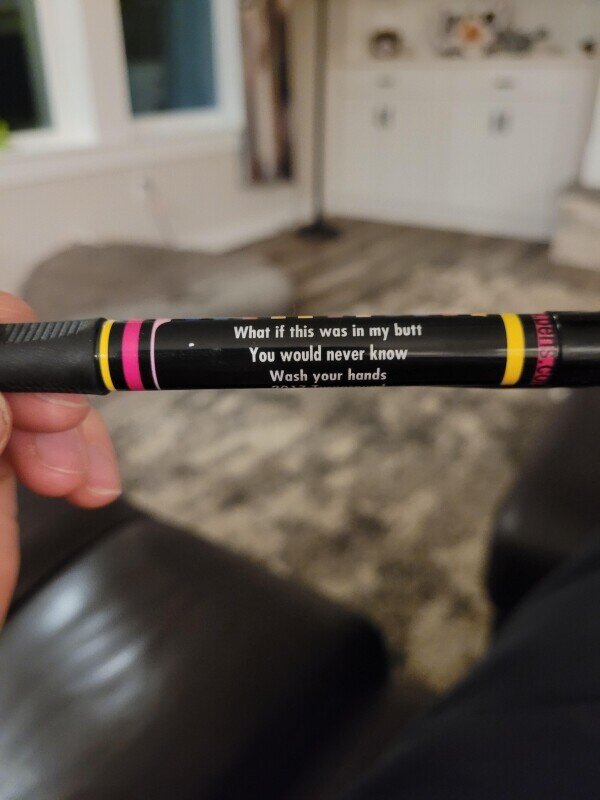 What if this was in my butt
You would never know
Wash your hands